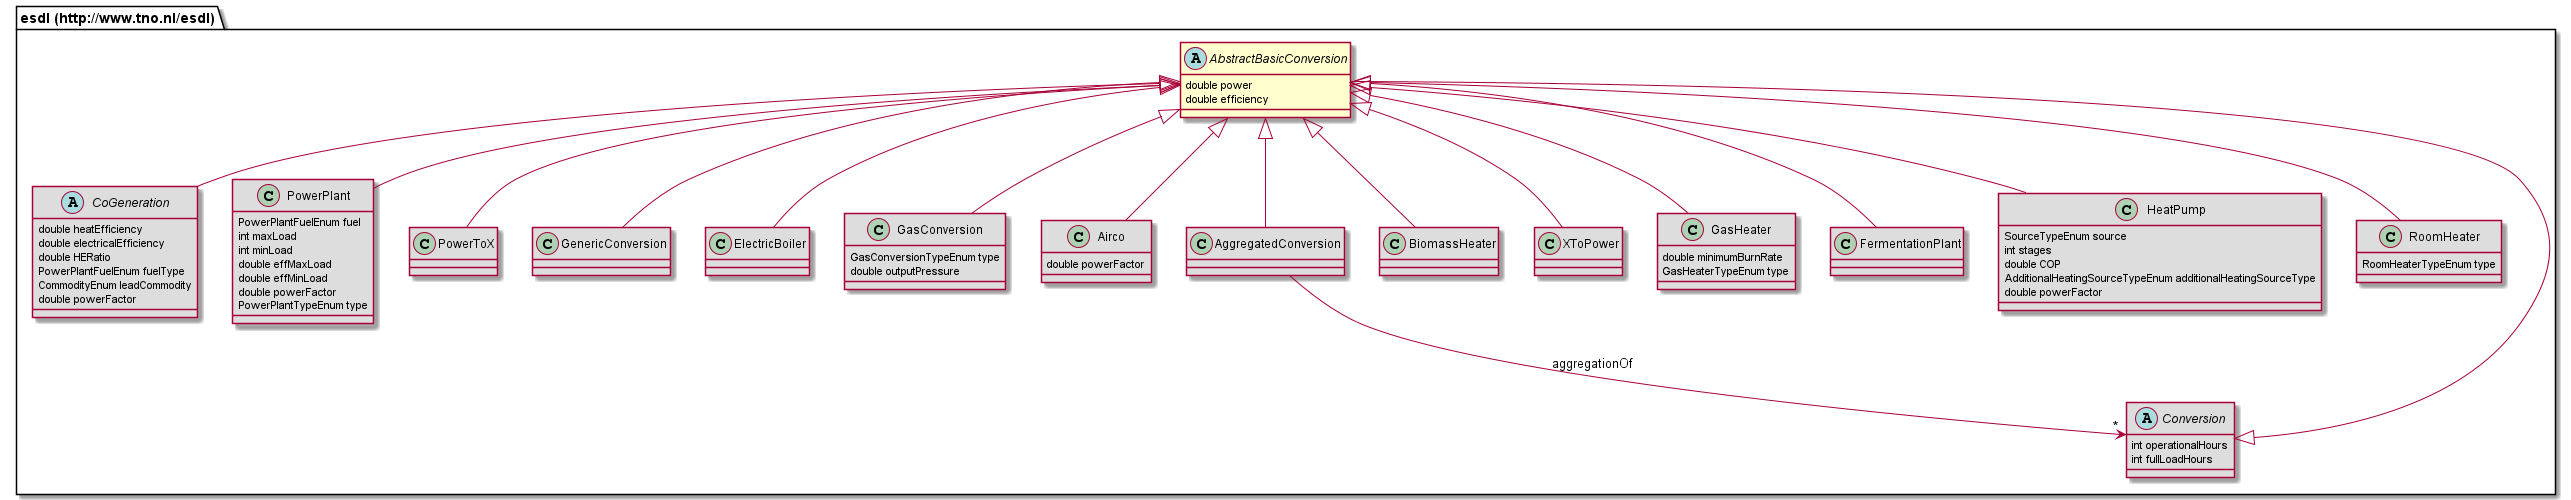 esdl (http://www.tno.nl/esdl)
A AbstractBasicConversion
double power
double efficiency
A CoGeneration
double heatEfficiency
double electricalEfficiency
double HERatio
PowerPlantFuelEnum fuelType
CommodityEnum leadCommodity
double powerFactor
C PowerPlant
PowerPlantFuelEnum fuel
int maxLoad
int minLoad
double effMaxLoad
double effMinLoad
double powerFactor
PowerPlantTypeEnum type
C PowerToX
C GenericConversion
C ElectricBoiler
C GasConversion
GasConversionTypeEnum type
double outputPressure
C Airco
double powerFactor
C AggregatedConversion
C BiomassHeater
C XToPower
C GasHeater
double minimumBurnRate
GasHeaterTypeEnum type
C FermentationPlant
C HeatPump
SourceTypeEnum source
int stages
double COP
AdditionalHeatingSourceTypeEnum additionalHeatingSourceType
double powerFactor
C RoomHeater
RoomHeaterTypeEnum type
aggregationOf
*
A Conversion
int operationalHours
int fullLoadHours